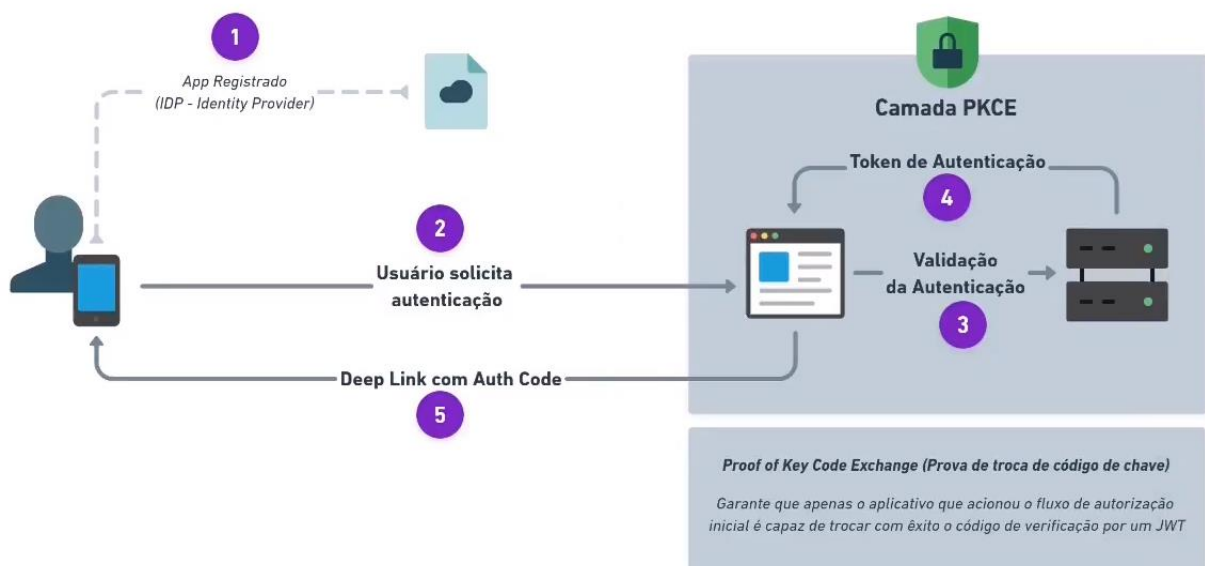 1
App Registrado
(IDP - Identity Provider)
Camada PKCE
Token de Autenticação
4
2
Usuário solicita
autenticação
Validação
da Autenticação
3
Deep Link com Auth Code
5
Proof of Key Code Exchange (Prova de troca de código de chave)
Garante que apenas o aplicativo que acionou o fluxo de autorização
inicial é capaz de trocar com êxito o código de verificação por um JWT